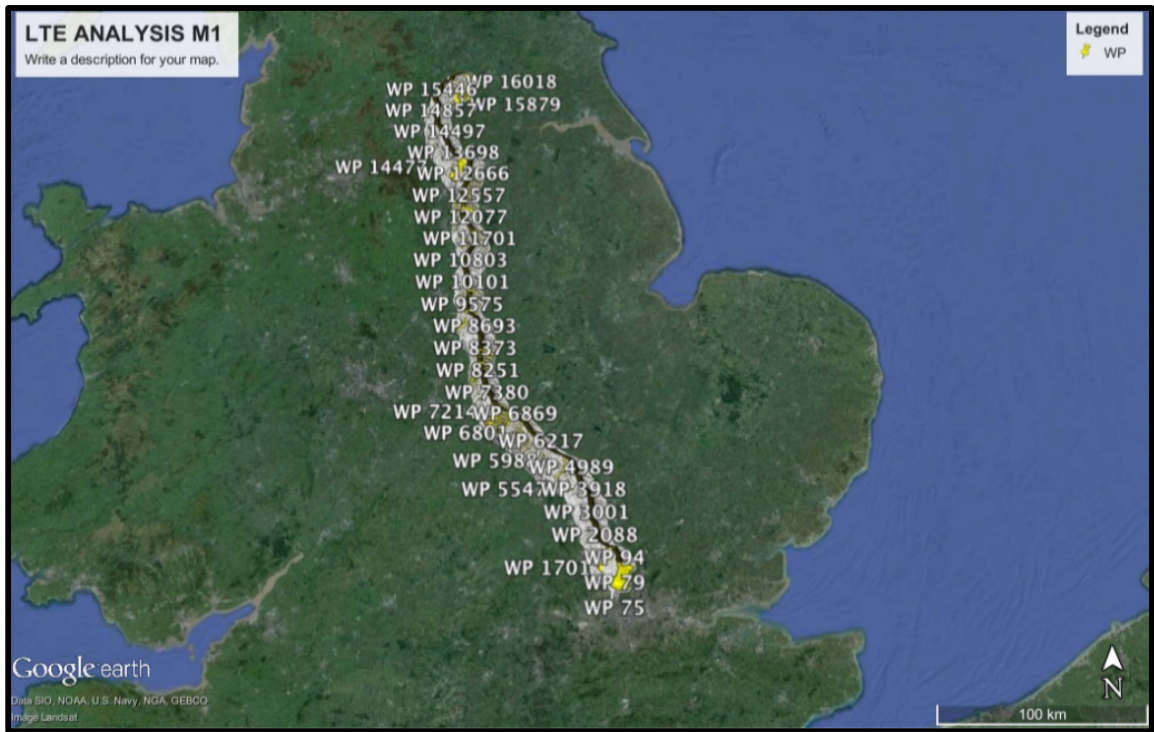 LTE ANALYSIS M1
Write a description for your map.
Legend
WP
WP 16018
WP 15446
WP 15879
WP 14857
WP 14497
WP 13698
WP 14477
WP 12666
WP 12557
WP 12077
WP 11701
WP 10803
WP 10101
WP 9575
WP 8693
WP 8373
WP 8251
WP 7380
WP 7214 WP 6869
WP 6801
WP 6217
WP 5988 WP 4989
WP 5547 WP 3918
WP 3001
WP 2088
WP 94
WP 1701
WP 79
WP 75
Google earth
Data SIO, NOAA, U.S. Navy, NGA, GEBCO
Image Landsat
N
100 km